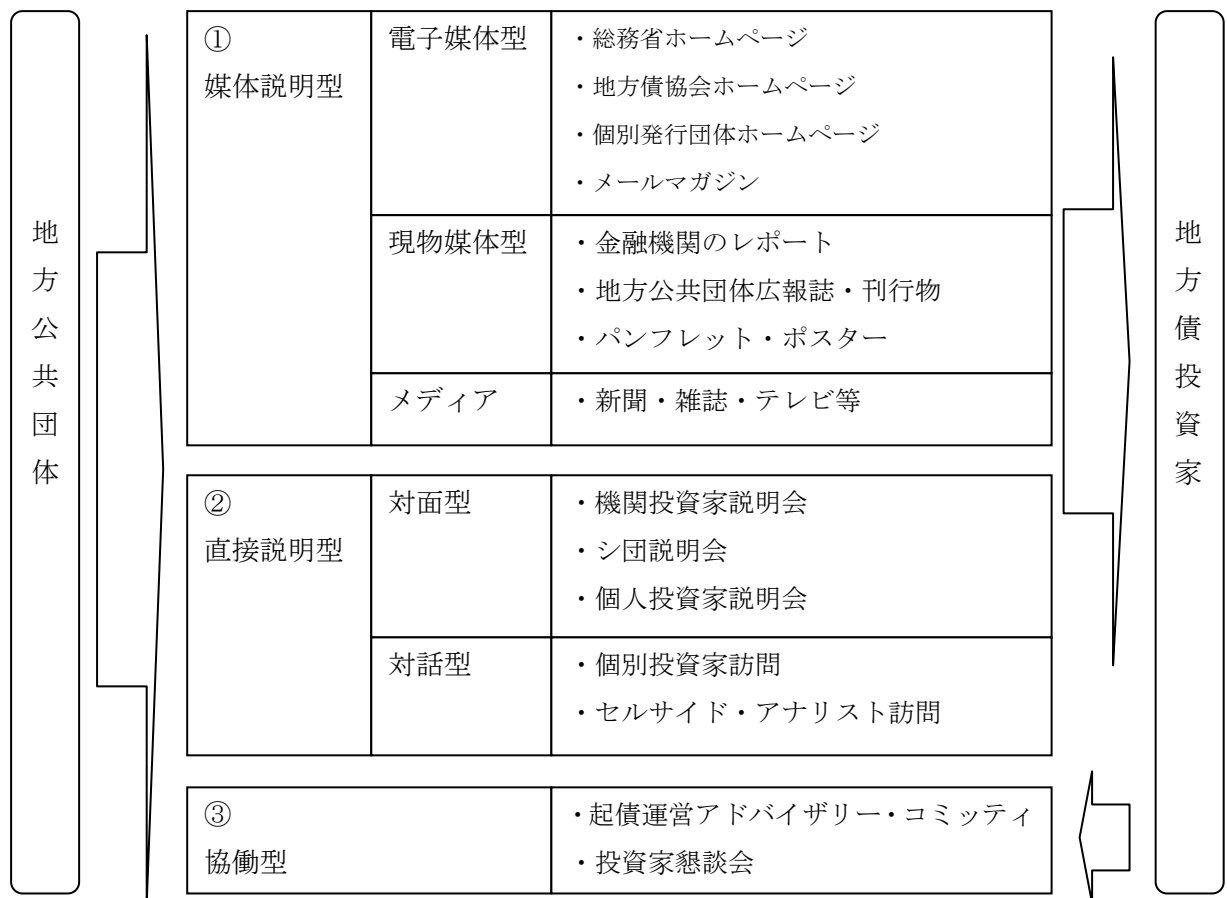 地方公共団体
①
媒体説明型
電子媒体型
・総務省ホームページ
・地方債協会ホームページ
・個別発行団体ホームページ
・メールマガジン
現物媒体型
・金融機関のレポート
・地方公共団体広報誌・刊行物
・パンフレット・ポスター
メディア
・新聞・雑誌・テレビ等
②
直接説明型
対面型
・機関投資家説明会
・シ団説明会
・個人投資家説明会
対話型
・個別投資家訪問
・セルサイド・アナリスト訪問
③
協働型
・起債運営アドバイザリー・コミッティ
・投資家懇談会
地方債投資家